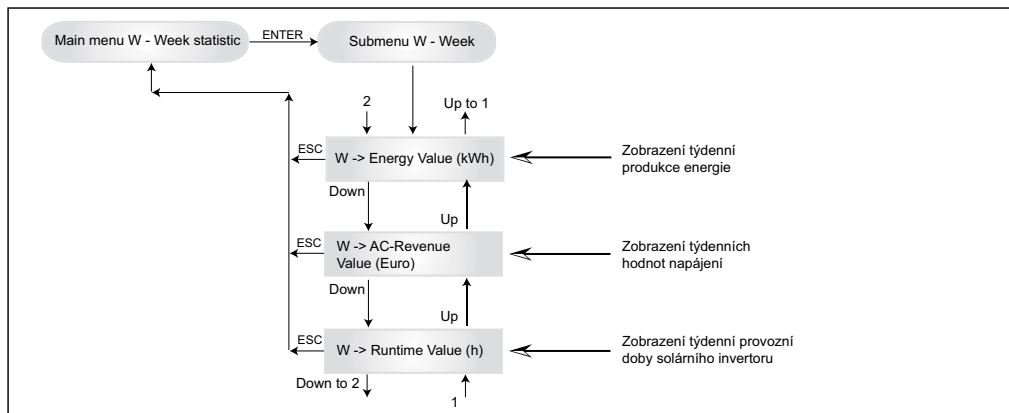 Main menu W - Week statistic
ENTER
Submenu W - Week
2
Up to 1
ESC
W -> Energy Value (kWh)
Zobrazení týdenní
produkce energie
Down
Up
ESC
W -> AC-Revenue
Value (Euro)
Zobrazení týdenních
hodnot napájení
Down
Up
ESC
W -> Runtime Value (h)
Zobrazení týdenní provozní
doby solárního invertoru
Down to 2
1